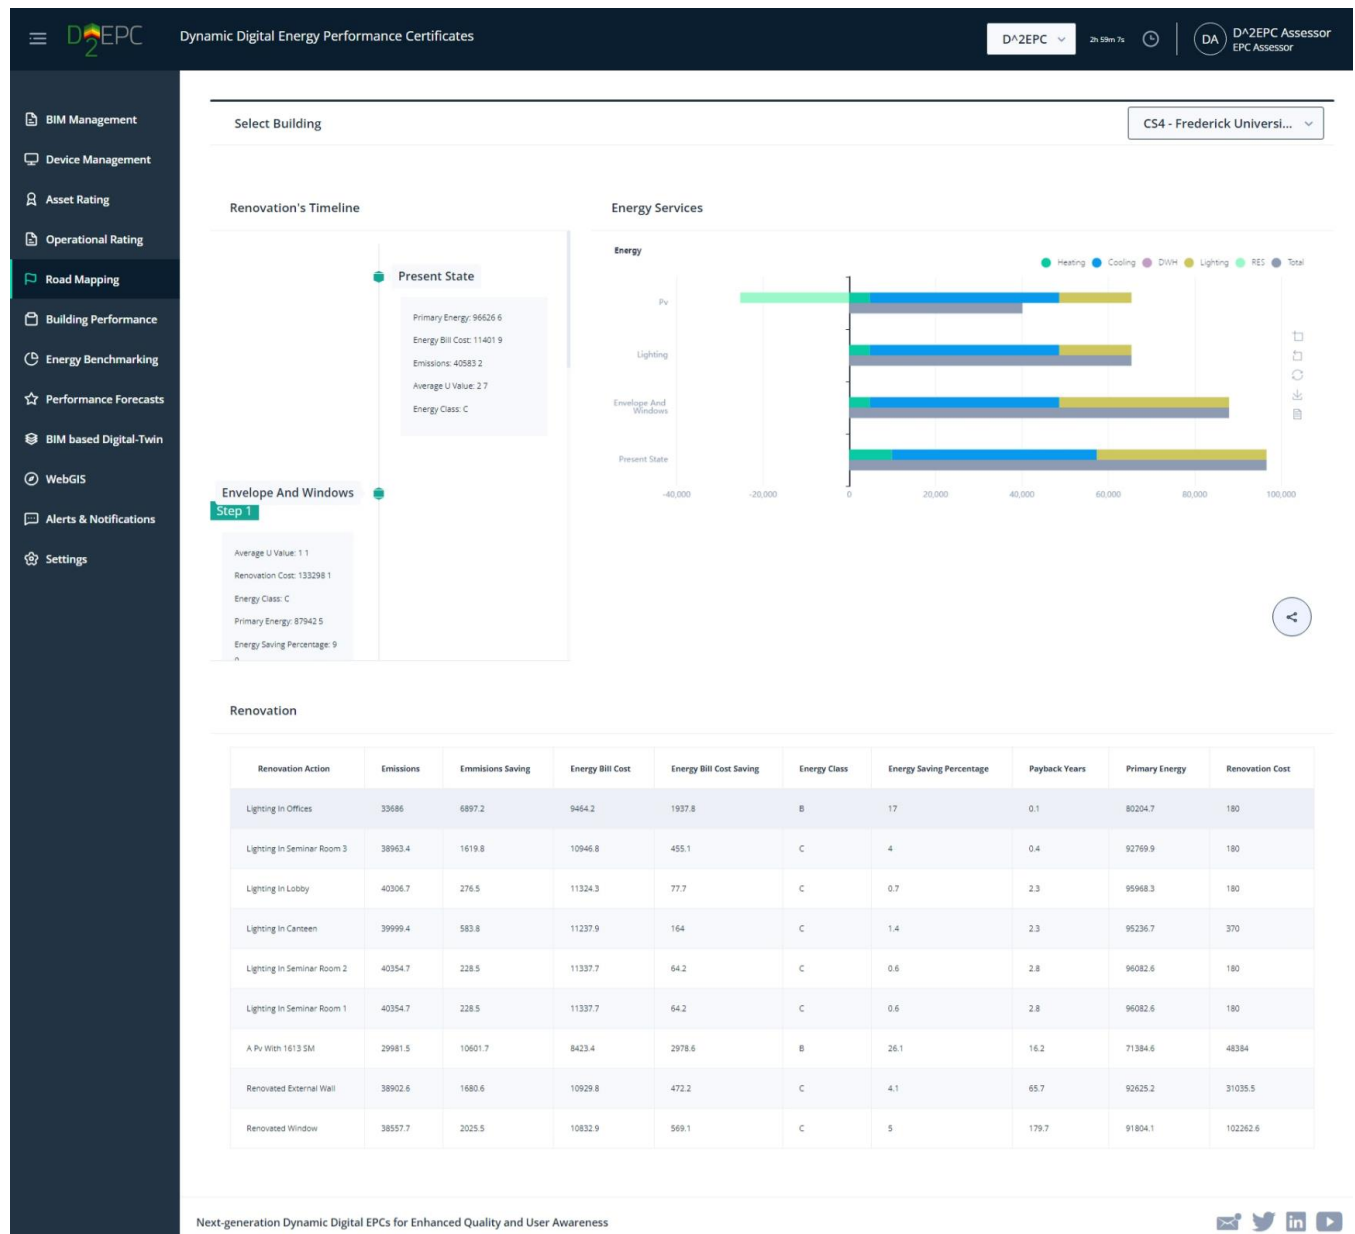 D2EPC
Dynamic Digital Energy Performance Certificates
D^2EPC
2h 59m 7s
DA
D^2EPC Assessor
EPC Assessor
BIM Management
Device Management
Asset Rating
Operational Rating
Road Mapping
Building Performance
Energy Benchmarking
Performance Forecasts
BIM based Digital-Twin
WebGIS
Alerts & Notifications
Settings
Select Building
CS4 - Frederick Universi...
Renovation's Timeline
Present State
Primary Energy: 96626 6
Energy Bill Cost: 11401 9
Emissions: 40583 2
Average U Value: 2 7
Energy Class: C
Envelope And Windows
Step 1
Average U Value: 1 1
Renovation Cost: 133298 1
Energy Class: C
Primary Energy: 87942 5
Energy Saving Percentage: 9
Energy Services
Energy
Heating Cooling DWH Lighting RES Total
Pv
Lighting
Envelope And
Windows
Present State
-40,000 -20,000 0 20,000 40,000 60,000 80,000 100,000
Renovation
Renovation Action Emissions Emmisions Saving Energy Bill Cost Energy Bill Cost Saving Energy Class Energy Saving Percentage Payback Years Primary Energy Renovation Cost
Lighting In Offices 33686 6897.2 9464.2 1937.8 B 17 0.1 80204.7 180
Lighting In Seminar Room 3 38963.4 1619.8 10946.8 455.1 C 4 0.4 92769.9 180
Lighting In Lobby 40306.7 276.5 11324.3 77.7 C 0.7 2.3 95968.3 180
Lighting In Canteen 39999.4 583.8 11237.9 164 C 1.4 2.3 95236.7 370
Lighting In Seminar Room 2 40354.7 228.5 11337.7 64.2 C 0.6 2.8 96082.6 180
Lighting In Seminar Room 1 40354.7 228.5 11337.7 64.2 C 0.6 2.8 96082.6 180
A Pv With 1613 SM 29981.5 10601.7 8423.4 2978.6 B 26.1 16.2 71384.6 48384
Renovated External Wall 38902.6 1680.6 10929.8 472.2 C 4.1 65.7 92625.2 31035.5
Renovated Window 38557.7 2025.5 10832.9 569.1 C 5 179.7 91804.1 102262.6
Next-generation Dynamic Digital EPCs for Enhanced Quality and User Awareness